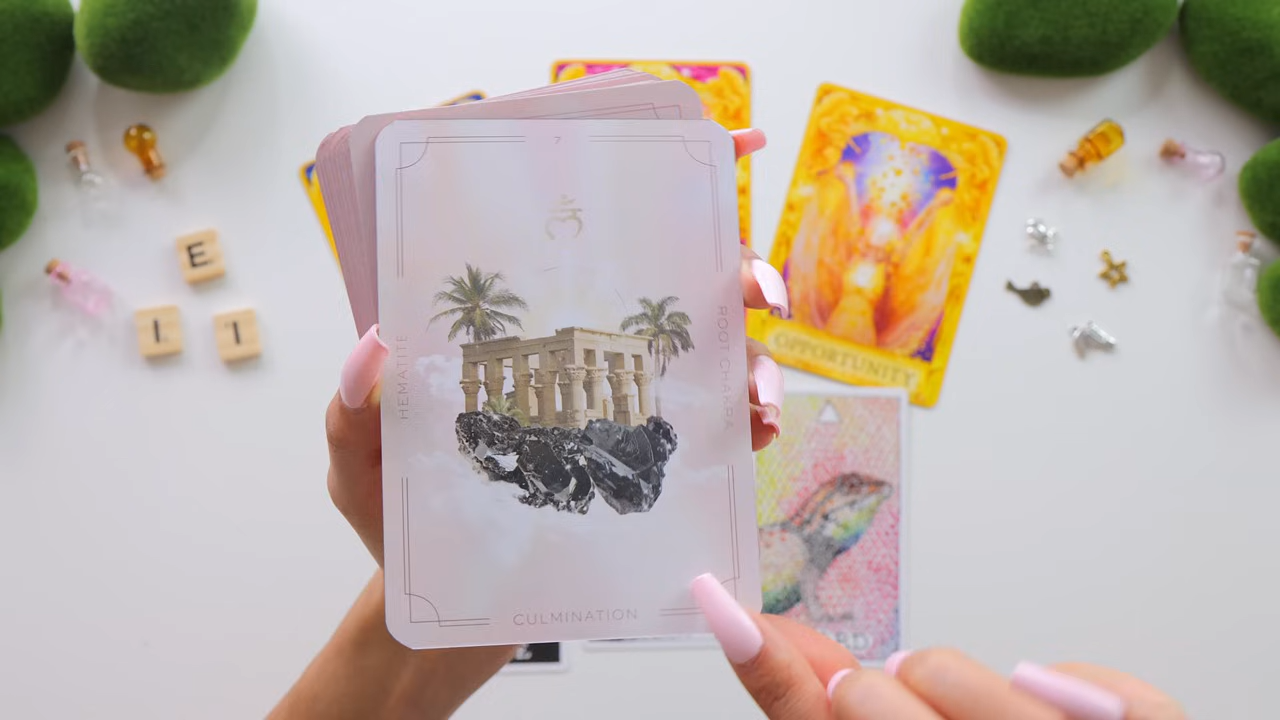 7
HEMATITE
ROOT CHAKRA
CULMINATION
OPPORTUNITY
E
I
I